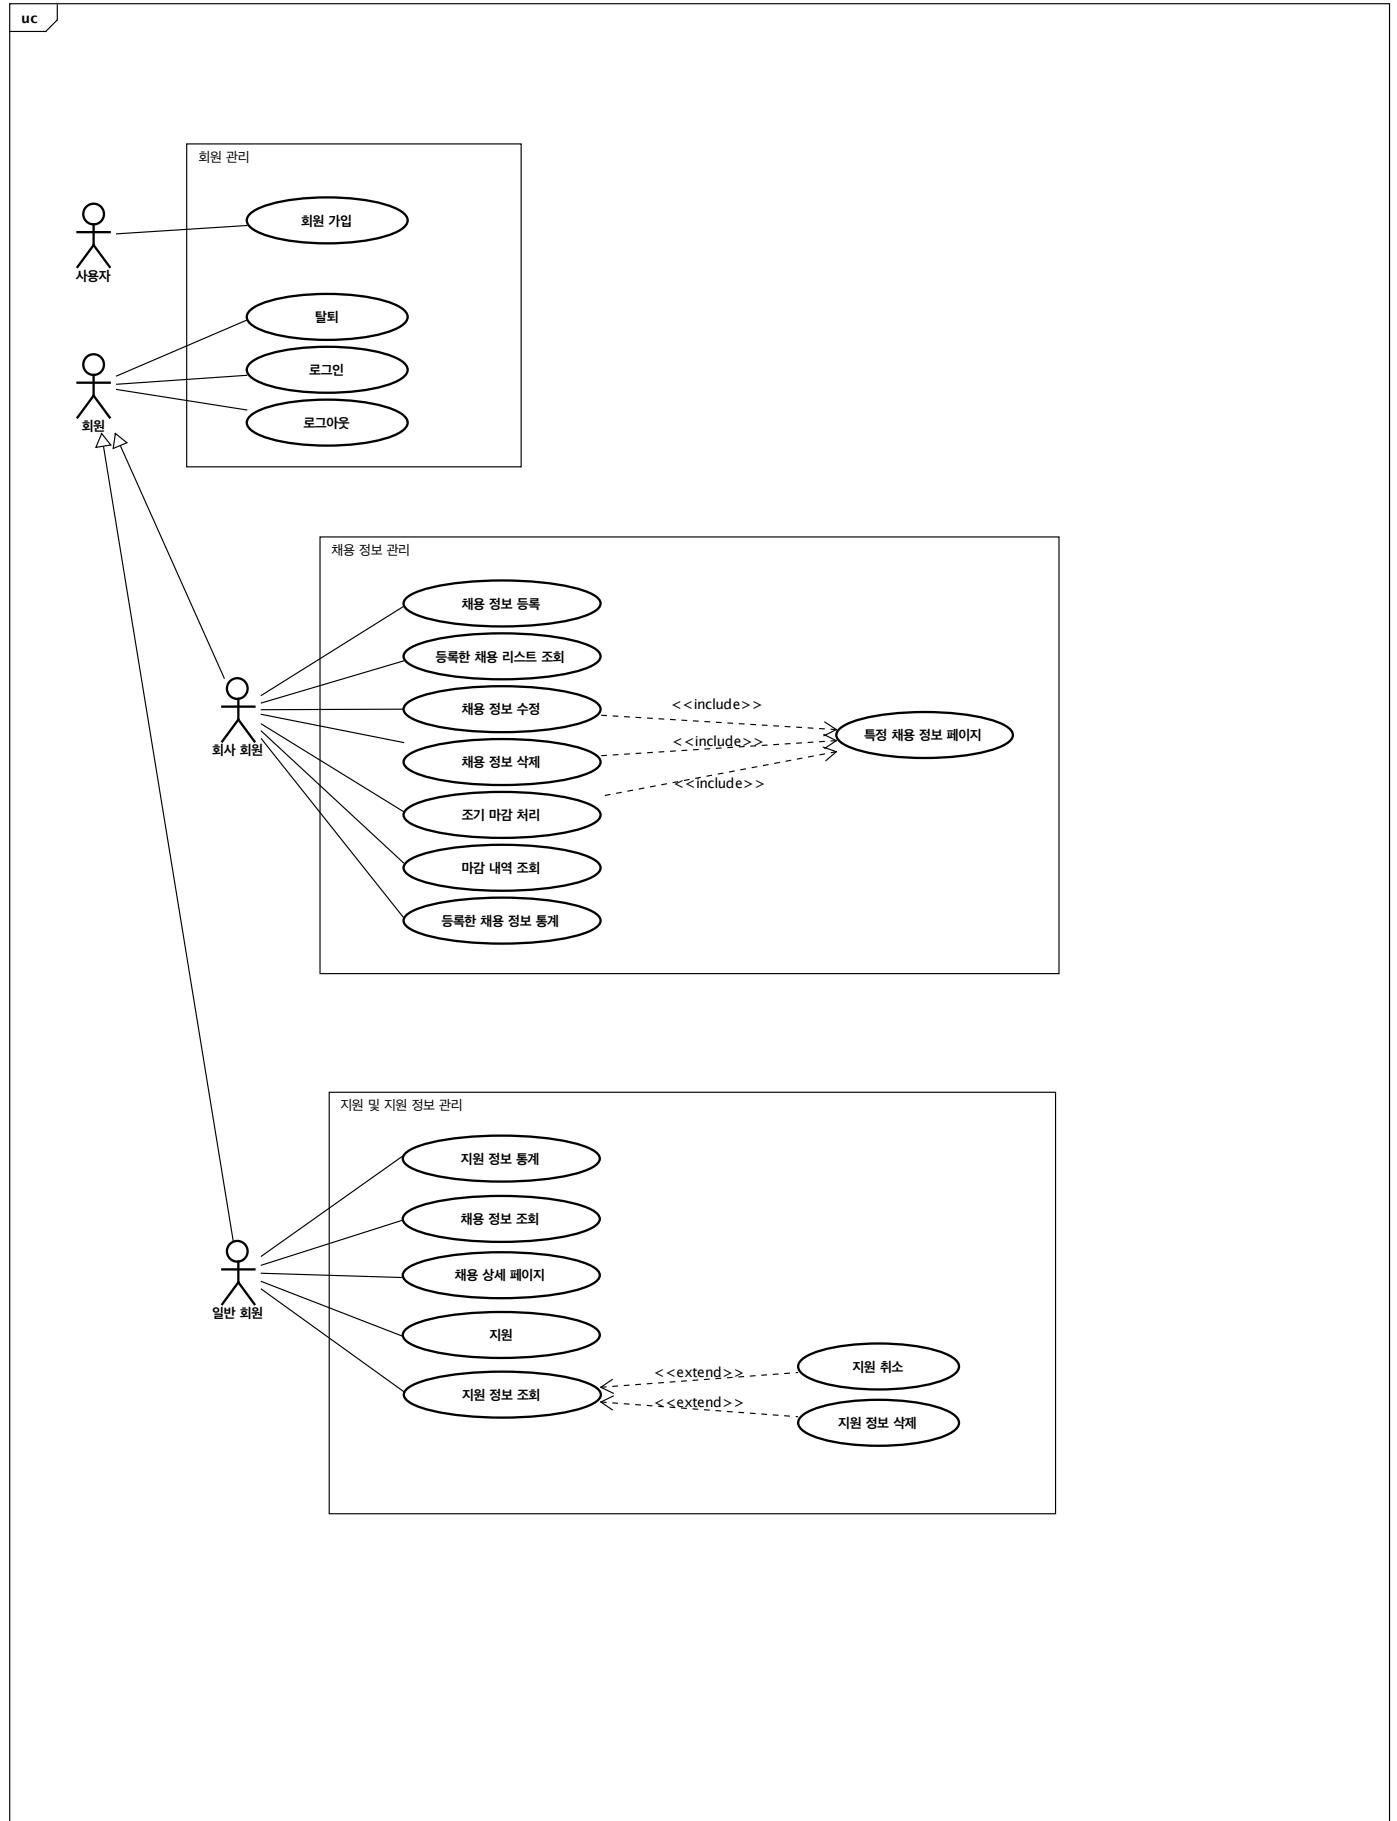 uc
회원 관리
회원 가입
사용자
탈퇴
로그인
로그아웃
회원
채용 정보 관리
채용 정보 등록
등록한 채용 리스트 조회
채용 정보 수정
<<include>>
특정 채용 정보 페이지
<<include>>
회사 회원
채용 정보 삭제
<<include>>
조기 마감 처리
마감 내역 조회
등록한 채용 정보 통계
지원 및 지원 정보 관리
지원 정보 통계
채용 정보 조회
채용 상세 페이지
일반 회원
지원
지원 취소
<<extend>>
지원 정보 조회
<<extend>>
지원 정보 삭제